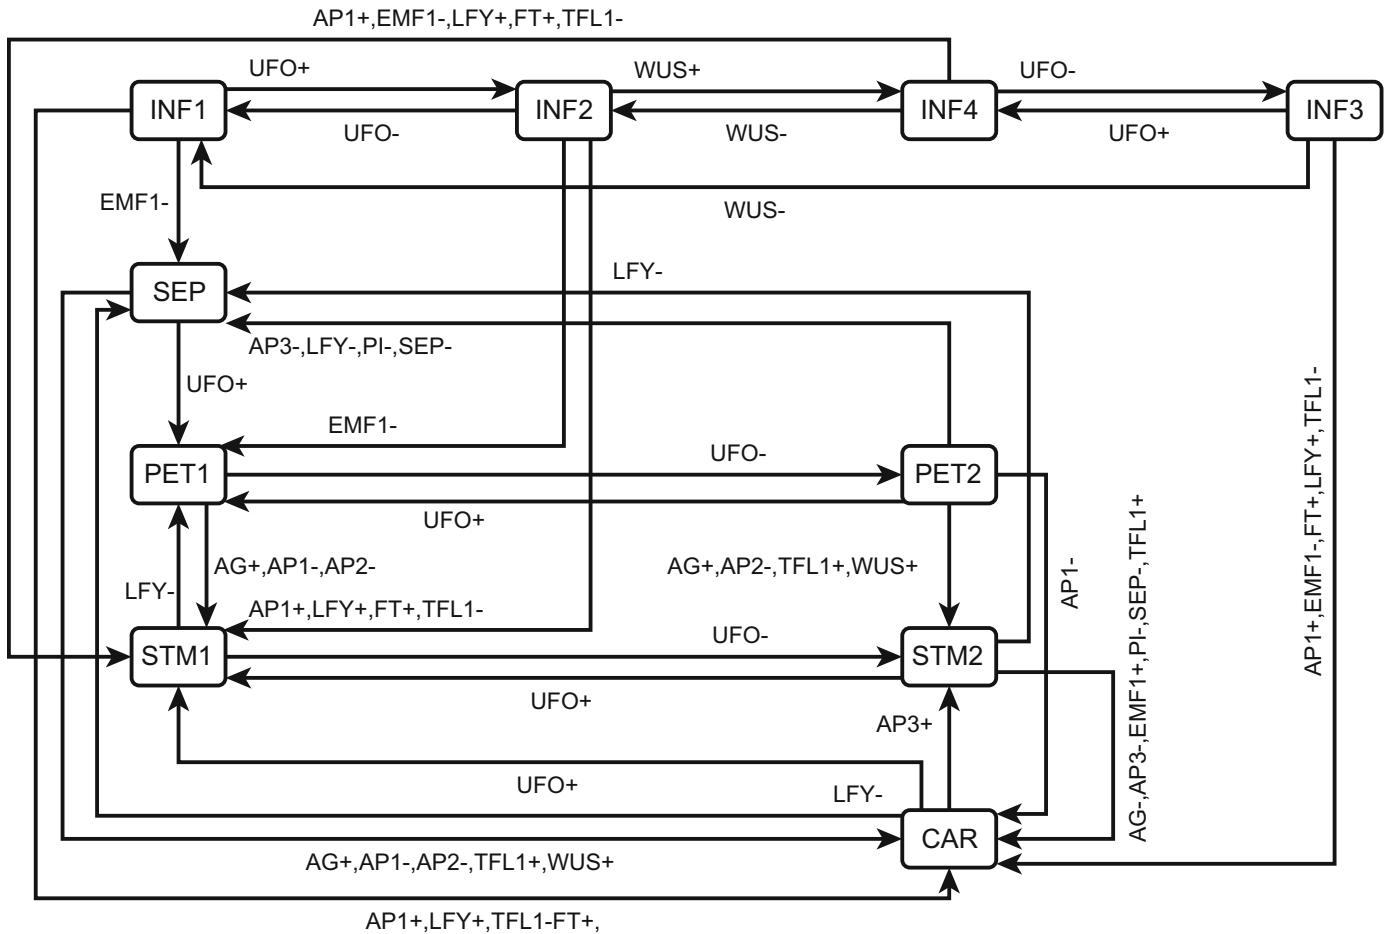 AP1+,EMF1-,LFY+,FT+,TFL1-
UFO+
WUS+
UFO-
INF1
INF2
INF4
INF3
UFO-
WUS-
UFO+
EMF1-
WUS-
LFY-
SEP
AP3-,LFY-,PI-,SEP-
UFO+
EMF1-
UFO-
PET1
PET2
UFO+
AG+,AP1-,AP2-
AG+,AP2-,TFL1+,WUS+
AP1-
LFY-
AP1+,LFY+,FT+,TFL1-
UFO-
STM1
STM2
UFO+
AP3+
AG-,AP3-,EMF1+,PI-,SEP-,TFL1+
AP1+,EMF1-,FT+,LFY+,TFL1-
UFO+
LFY-
CAR
AG+,AP1-,AP2-,TFL1+,WUS+
AP1+,LFY+,TFL1-FT+,